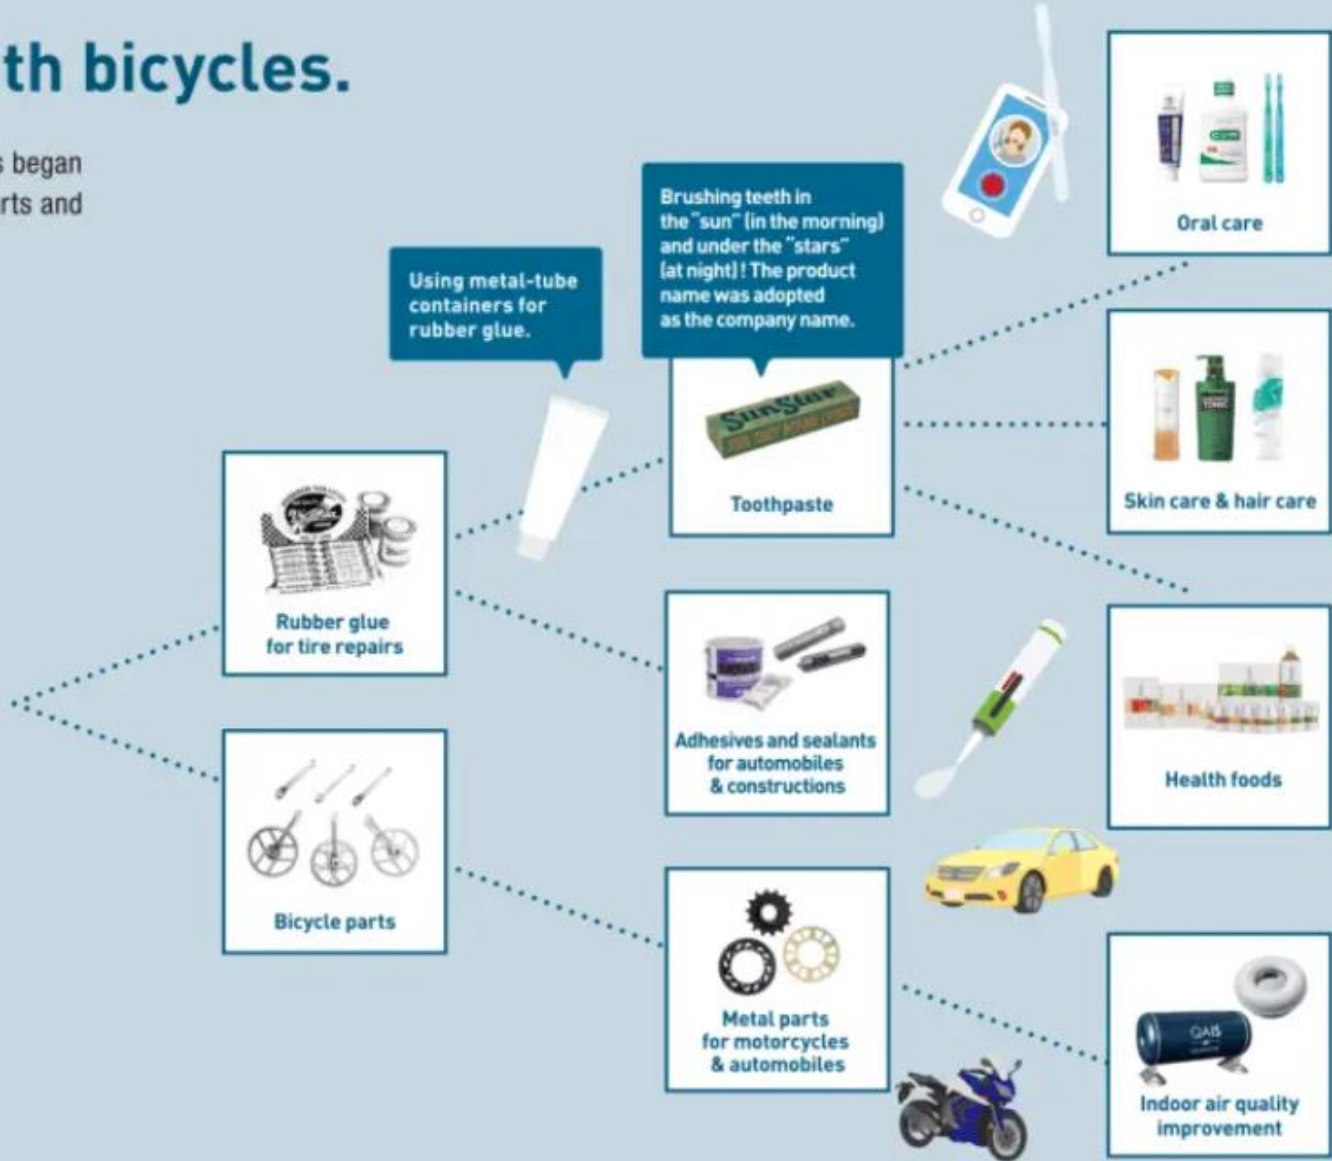 th bicycles.
s began
rts and
Using metal-tube
containers for
rubber glue.
Brushing teeth in
the "sun" (in the morning)
and under the "stars"
(at night)! The product
name was adopted
as the company name.
Oral care
SunStar
Toothpaste
TONIC
Skin care & hair care
Rubber glue
for tire repairs
Adhesives and sealants
for automobiles
& constructions
Health foods
Bicycle parts
Metal parts
for motorcycles
& automobiles
QAIS
Indoor air quality
improvement